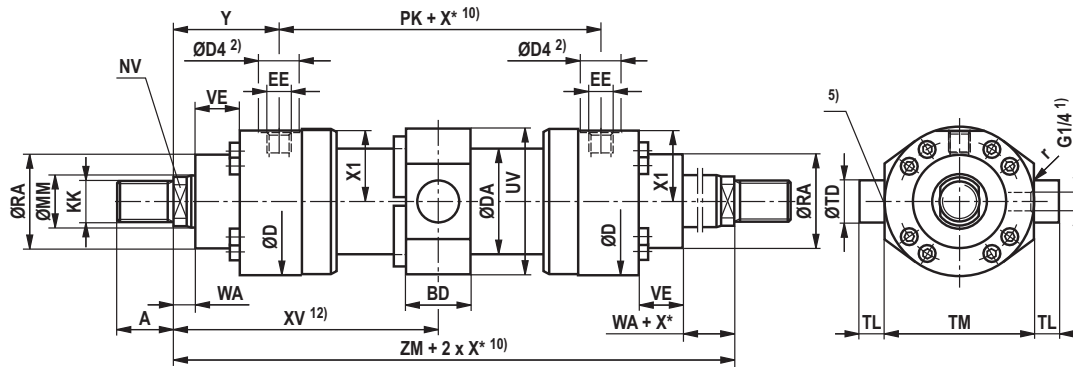 Y
PK + X* 10)
ØD4 2)
ØD4 2)
NV
EE
EE
VE
5)
G1/4 1)
r
X1
X1
ØRA
ØMM
KK
ØD
ØDA
UV
ØD
ØRA
ØTD
WA
BD
VE
A
XV 12)
WA + X*
TL
TM
TL
ZM + 2 x X* 10)